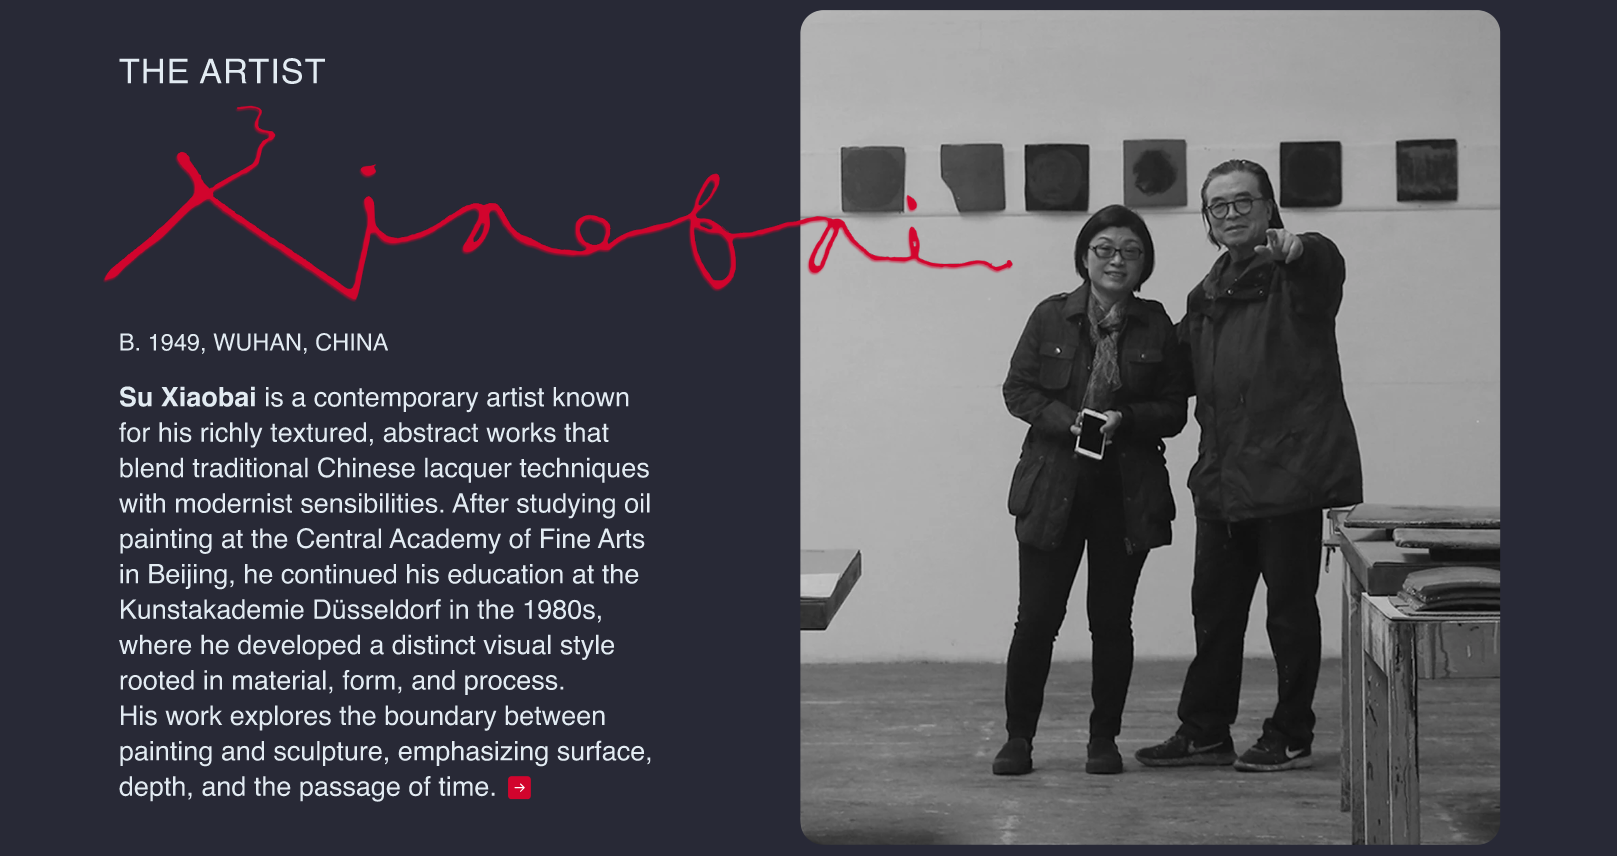 THE ARTIST
Xiaobai
B. 1949, WUHAN, CHINA
Su Xiaobai is a contemporary artist known
for his richly textured, abstract works that
blend traditional Chinese lacquer techniques
with modernist sensibilities. After studying oil
painting at the Central Academy of Fine Arts
in Beijing, he continued his education at the
Kunstakademie Düsseldorf in the 1980s,
where he developed a distinct visual style
rooted in material, form, and process.
His work explores the boundary between
painting and sculpture, emphasizing surface,
depth, and the passage of time. →